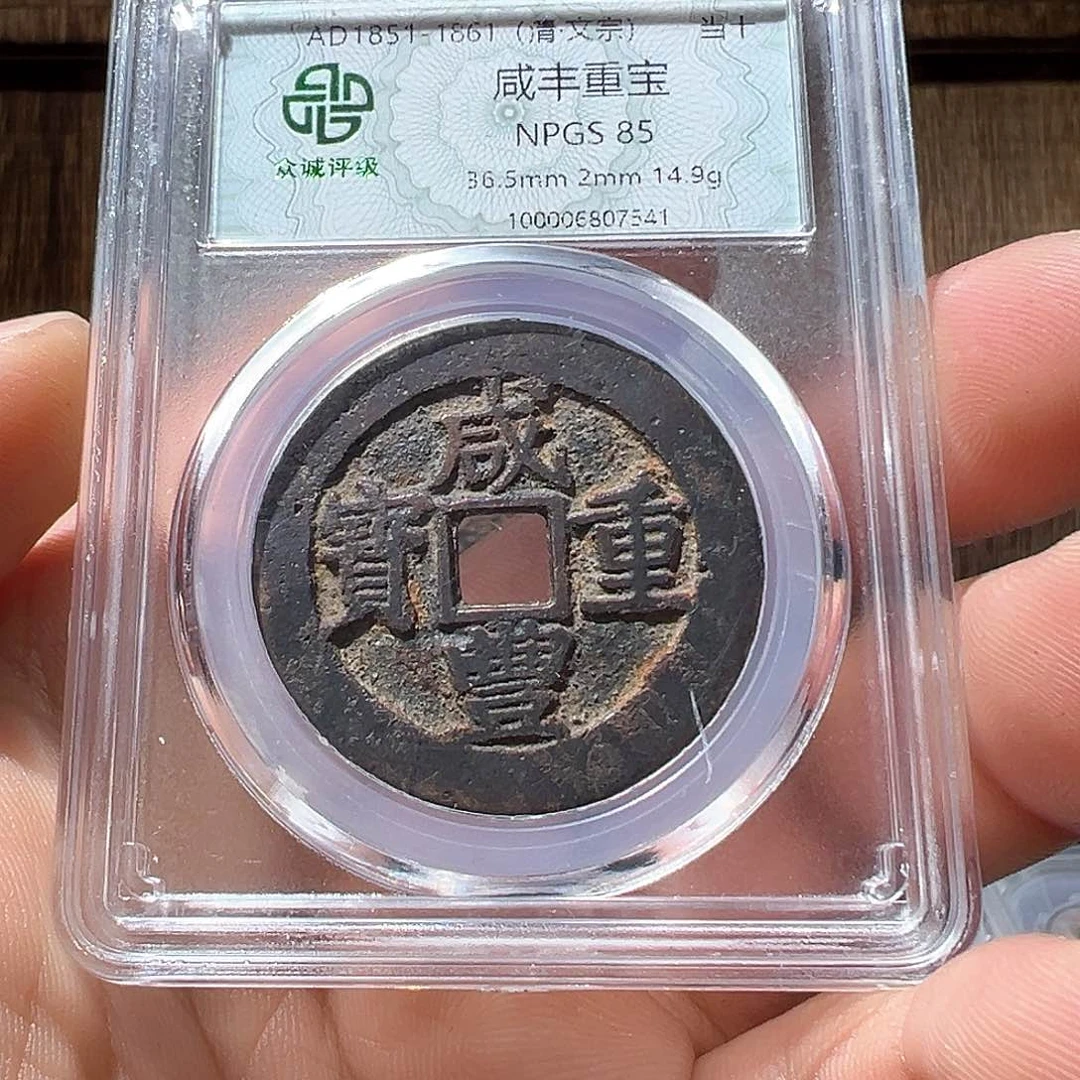 AD1851-1861（清·文宗） 当十
咸丰重宝
NPGS 85
众诚评级
36.5mm 2mm 14.9g
100006807541
咸
寶 重
豐